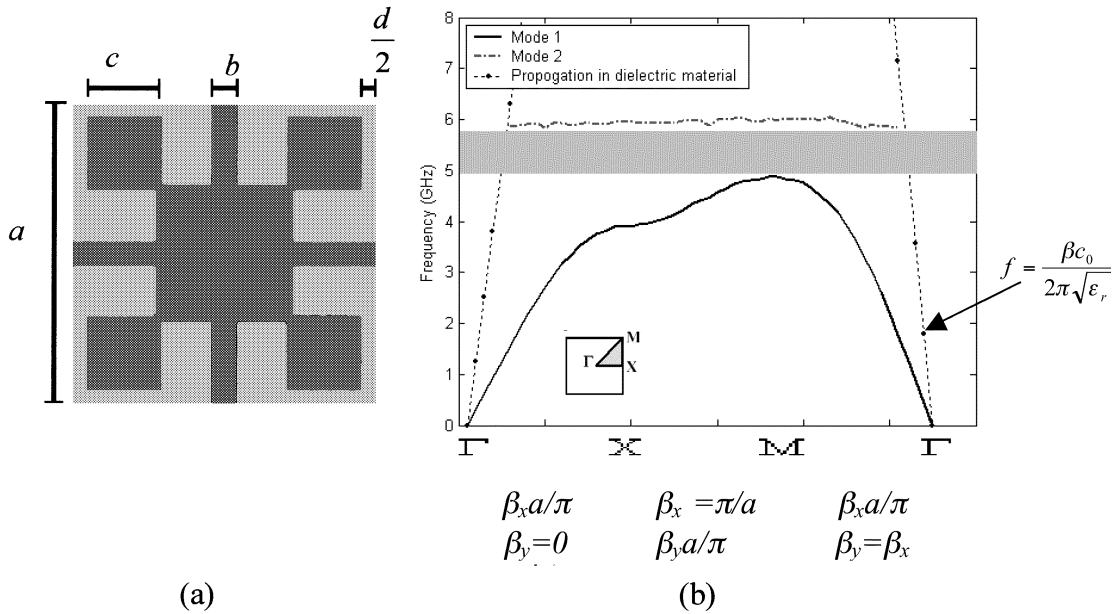 d
2
c
b
a
Mode 1
Mode 2
Propogation in dielectric material
8
7
6
5
4
3
2
1
0
Frequency (GHz)
f = βc₀
2π√εᵣ
M
Γ
X
Γ X M Γ
βₓa/π βₓ =π/a βₓa/π
βᵧ=0 βᵧa/π βᵧ=βₓ
(a) (b)